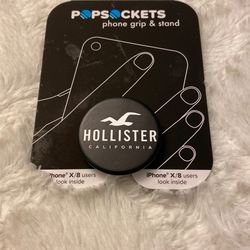 POPSOCKETS
phone grip & stand
HOLLISTER
CALIFORNIA
iPhone® X/8 users
look inside
iPhone® X/8 users
look inside